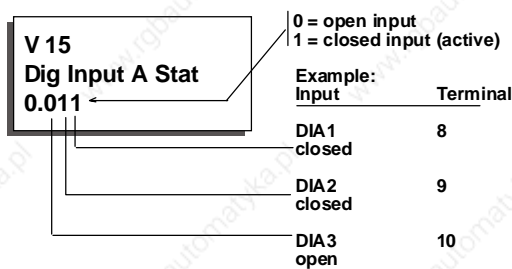 V 15
Dig Input A Stat
0.011
0 = open input
1 = closed input (active)
Example:
Input Terminal
DIA1 8
closed
DIA2 9
closed
DIA3 10
open